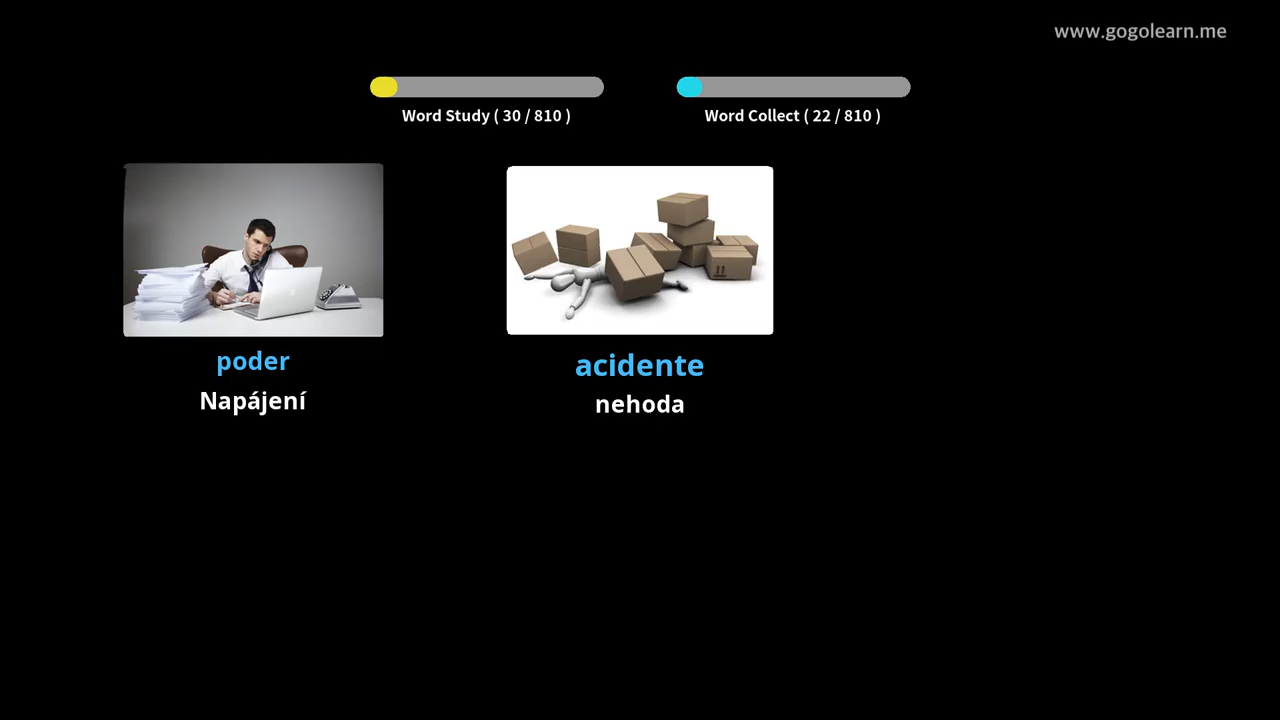 www.gogolearn.me
Word Study ( 30 / 810 )
Word Collect ( 22 / 810 )
poder
Napájení
acidente
nehoda